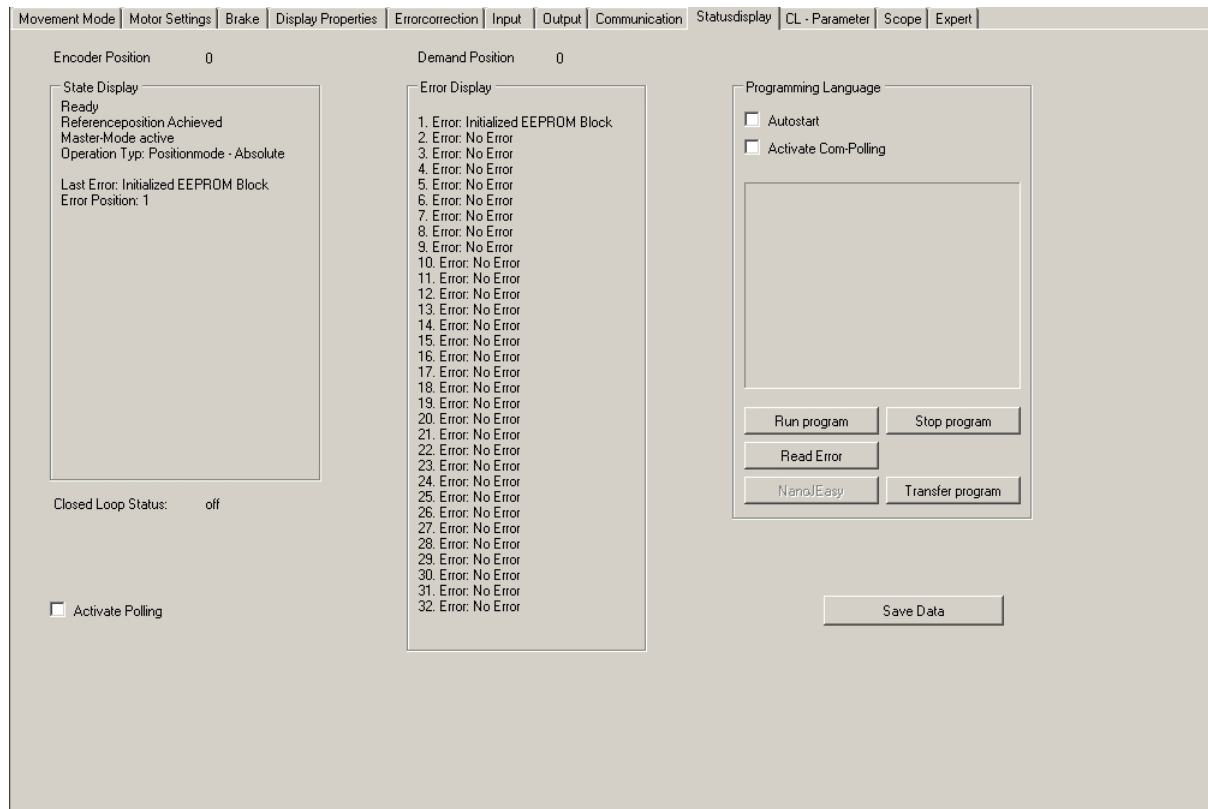 Movement Mode Motor Settings Brake Display Properties Errorcorrection Input Output Communication Statusdisplay CL - Parameter Scope Expert
Encoder Position 0
Demand Position 0
State Display
Ready
Referenceposition Achieved
Master-Mode active
Operation Typ: Positionmode - Absolute
Last Error: Initialized EEPROM Block
Error Position: 1
Closed Loop Status: off
Activate Polling
Error Display
1. Error: Initialized EEPROM Block
2. Error: No Error
3. Error: No Error
4. Error: No Error
5. Error: No Error
6. Error: No Error
7. Error: No Error
8. Error: No Error
9. Error: No Error
10. Error: No Error
11. Error: No Error
12. Error: No Error
13. Error: No Error
14. Error: No Error
15. Error: No Error
16. Error: No Error
17. Error: No Error
18. Error: No Error
19. Error: No Error
20. Error: No Error
21. Error: No Error
22. Error: No Error
23. Error: No Error
24. Error: No Error
25. Error: No Error
26. Error: No Error
27. Error: No Error
28. Error: No Error
29. Error: No Error
30. Error: No Error
31. Error: No Error
32. Error: No Error
Programming Language
Autostart
Activate Com-Polling
Run program Stop program
Read Error
NanoJEasy Transfer program
Save Data